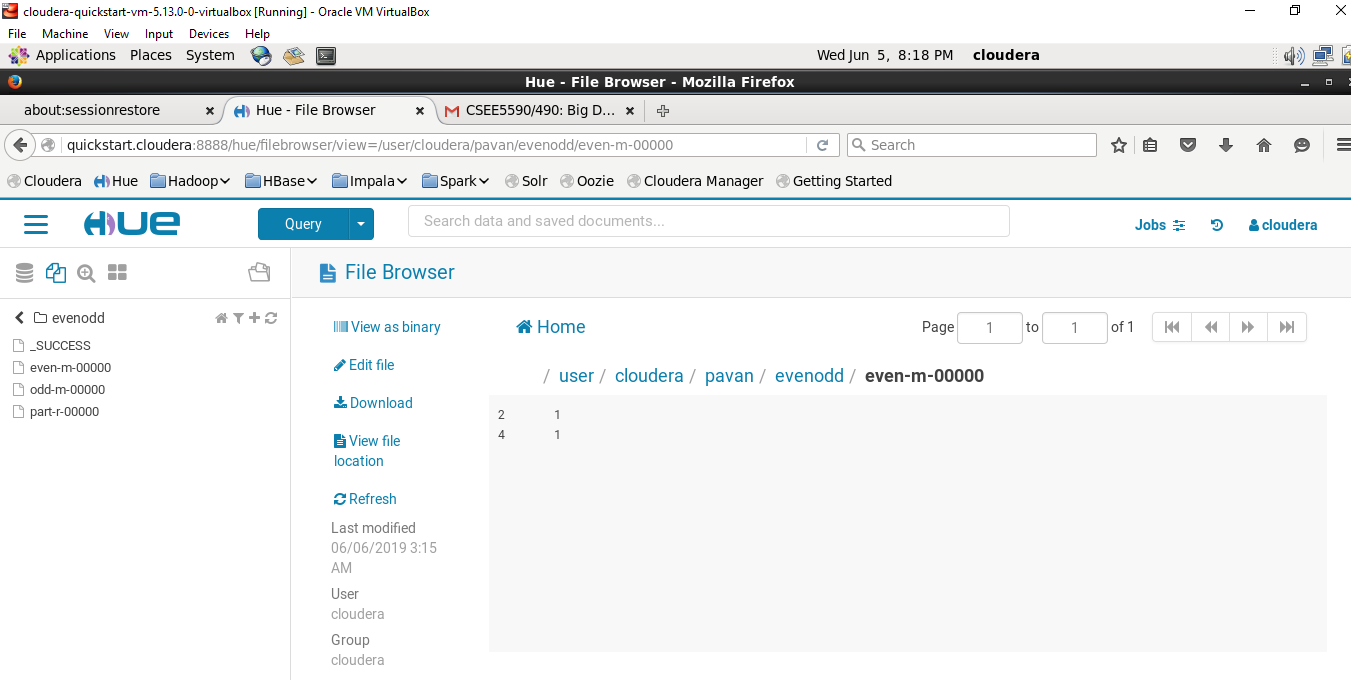 cloudera-quickstart-vm-5.13.0-0-virtualbox [Running] - Oracle VM VirtualBox
File Machine View Input Devices Help
Applications Places System Wed Jun 5, 8:18 PM cloudera
Hue - File Browser - Mozilla Firefox
about:sessionrestore Hue - File Browser CSEE5590/490: Big D...
quickstart.cloudera:8888/hue/filebrowser/view=/user/cloudera/pavan/evenodd/even-m-00000 Search
Cloudera Hue Hadoop HBase Impala Spark Solr Oozie Cloudera Manager Getting Started
HUE Query Search data and saved documents... Jobs cloudera
File Browser
evenodd
_SUCCESS
even-m-00000
odd-m-00000
part-r-00000
View as binary
Edit file
Download
View file
location
Refresh
Last modified
06/06/2019 3:15
AM
User
cloudera
Group
cloudera
Home Page 1 to 1 of 1
/ user / cloudera / pavan / evenodd / even-m-00000
2 1
4 1